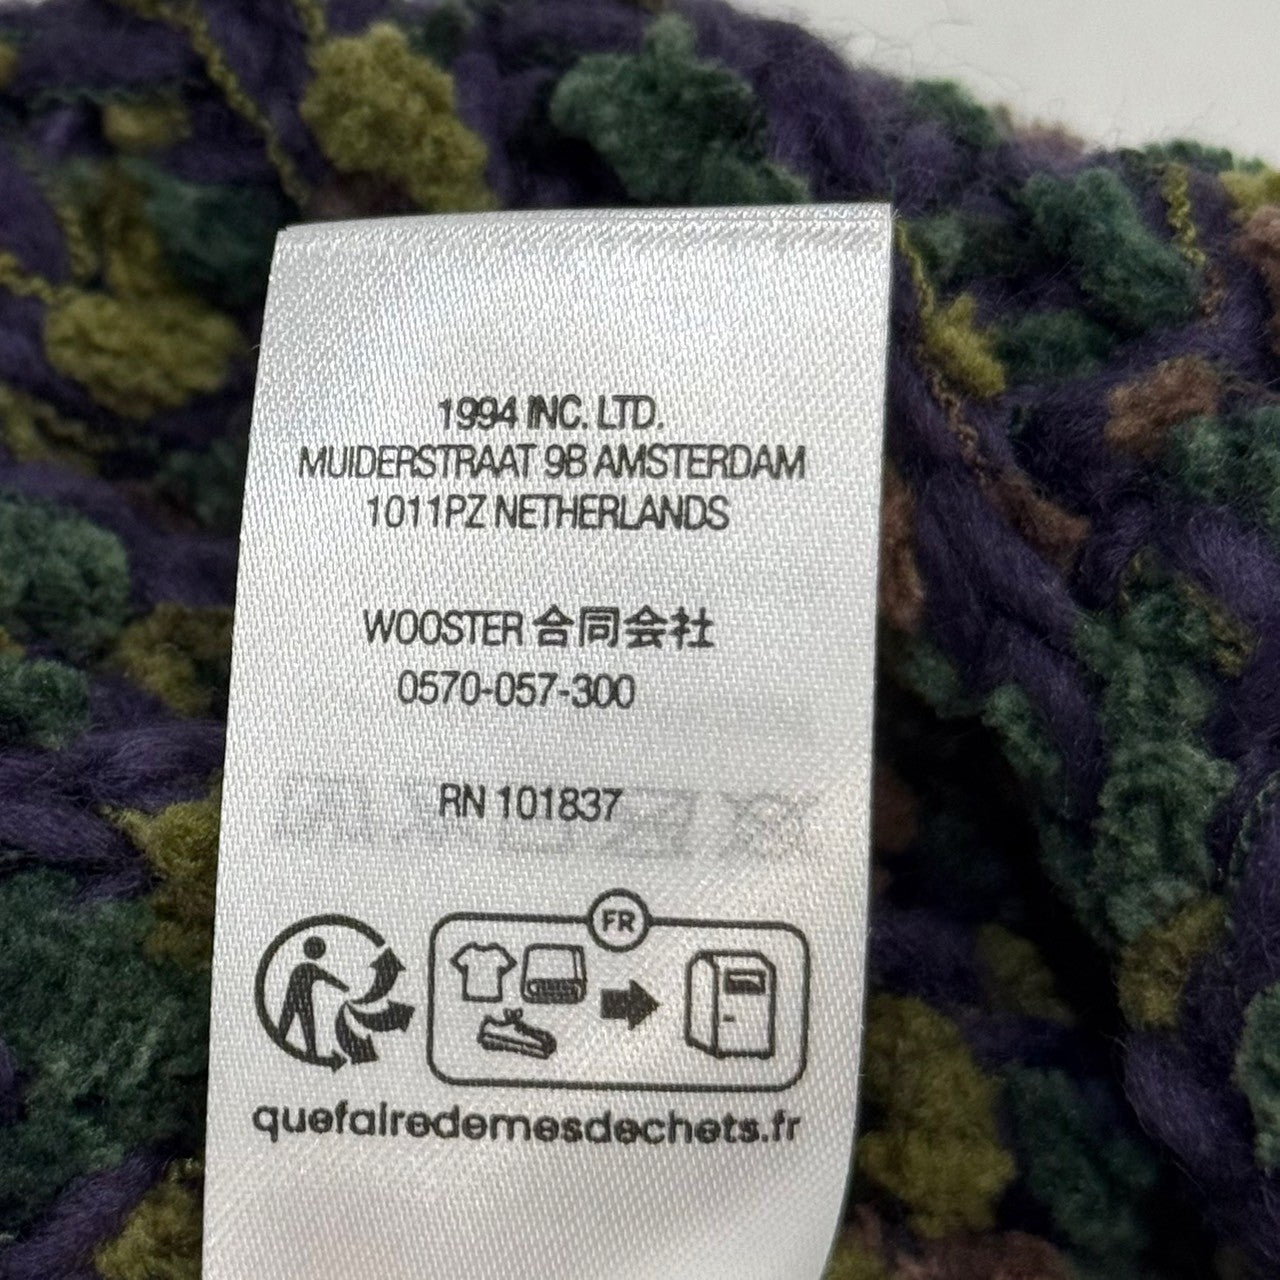 1994 INC. LTD.
MUIDERSTRAAT 9B AMSTERDAM
1011PZ NETHERLANDS
WOOSTER 合同会社
0570-057-300
RN 101837
FR
quefairedemesdechets.fr